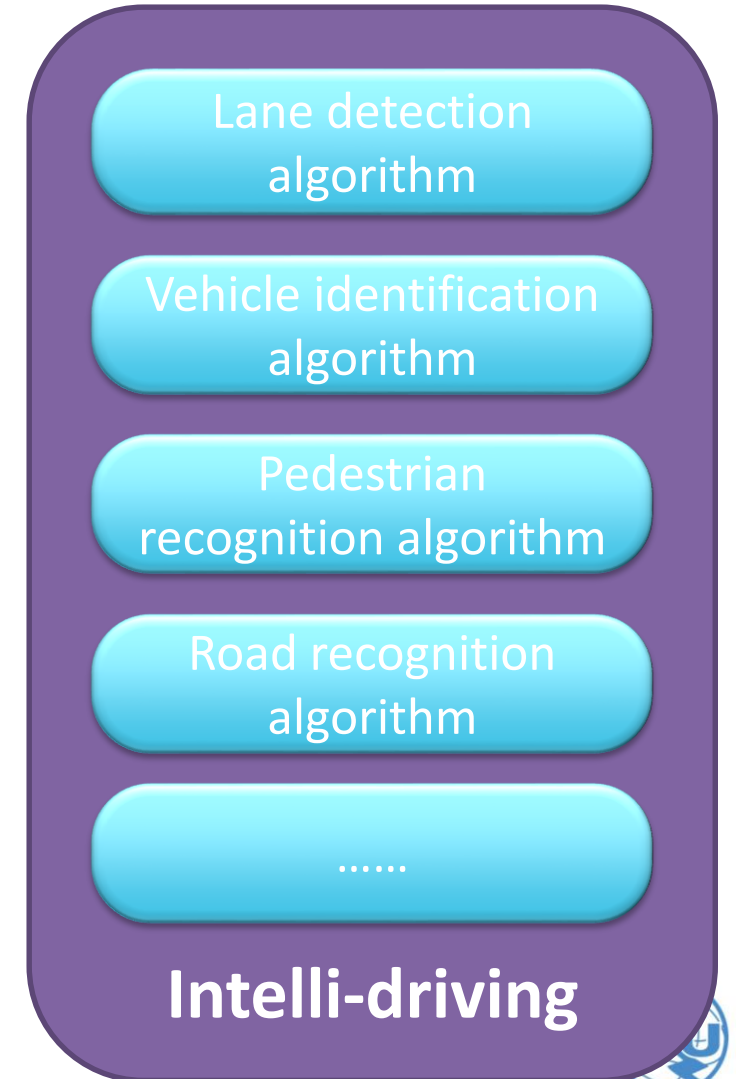 Lane detection
algorithm
Vehicle identification
algorithm
Pedestrian
recognition algorithm
Road recognition
algorithm
......
Intelli-driving